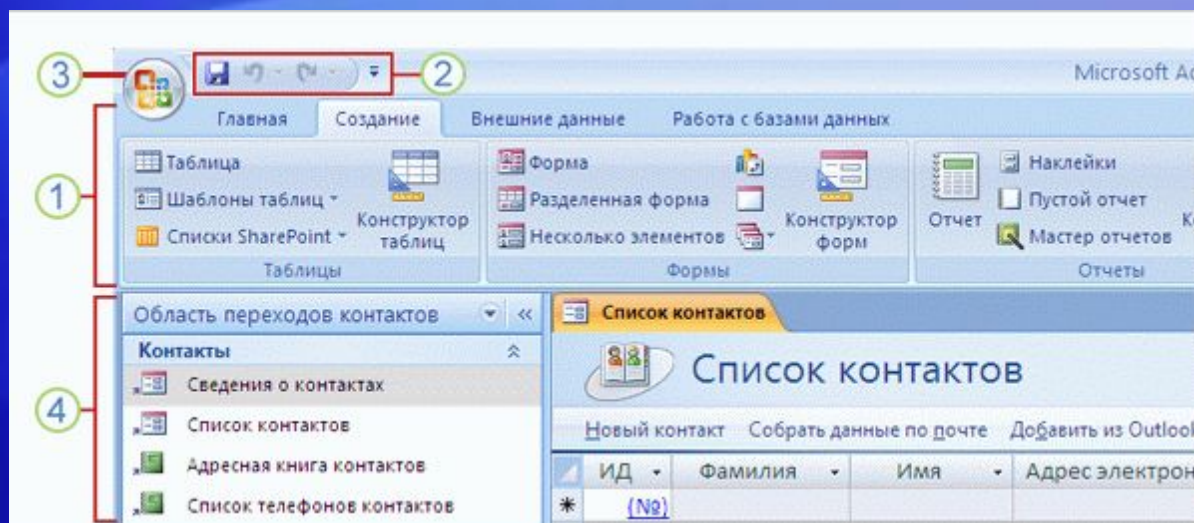 3
2
Microsoft Ac
Главная Создание Внешние данные Работа с базами данных
1
Таблица
Шаблоны таблиц
Списки SharePoint
Конструктор таблиц
Таблицы
Форма
Разделенная форма
Несколько элементов
Конструктор форм
Формы
Отчет
Наклейки
Пустой отчет
Мастер отчетов
К
Отчеты
4
Область переходов контактов
Контакты
Сведения о контактах
Список контактов
Адресная книга контактов
Список телефонов контактов
Список контактов
Список контактов
Новый контакт Собрать данные по почте Добавить из Outlook
ИД Фамилия Имя Адрес электрон
* (№)